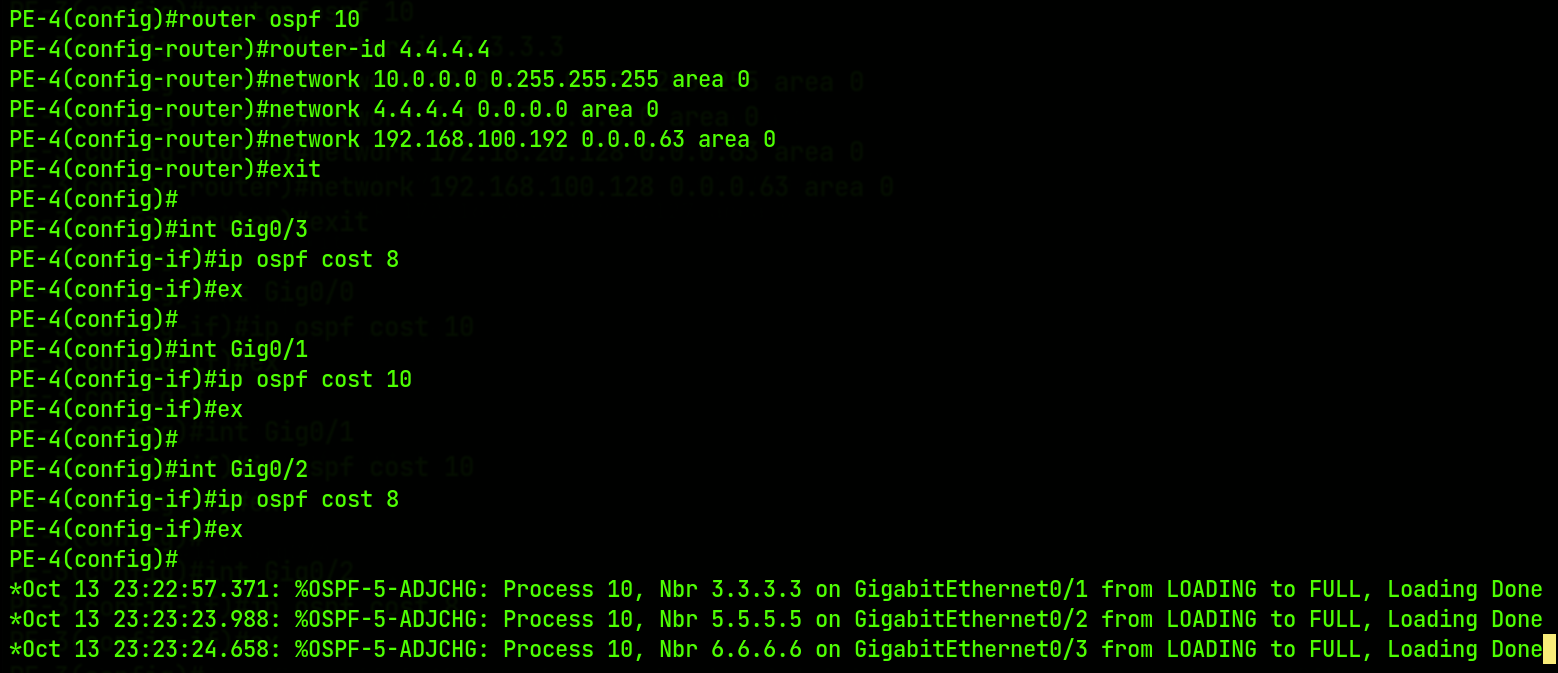 PE-4(config)#router ospf 10
PE-4(config-router)#router-id 4.4.4.4
PE-4(config-router)#network 10.0.0.0 0.255.255.255 area 0
PE-4(config-router)#network 4.4.4.4 0.0.0.0 area 0
PE-4(config-router)#network 192.168.100.192 0.0.0.63 area 0
PE-4(config-router)#exit
PE-4(config)#
PE-4(config)#int Gig0/3
PE-4(config-if)#ip ospf cost 8
PE-4(config-if)#ex
PE-4(config)#
PE-4(config)#int Gig0/1
PE-4(config-if)#ip ospf cost 10
PE-4(config-if)#ex
PE-4(config)#
PE-4(config)#int Gig0/2
PE-4(config-if)#ip ospf cost 8
PE-4(config-if)#ex
PE-4(config)#
*Oct 13 23:22:57.371: %OSPF-5-ADJCHG: Process 10, Nbr 3.3.3.3 on GigabitEthernet0/1 from LOADING to FULL, Loading Done
*Oct 13 23:23:23.988: %OSPF-5-ADJCHG: Process 10, Nbr 5.5.5.5 on GigabitEthernet0/2 from LOADING to FULL, Loading Done
*Oct 13 23:23:24.658: %OSPF-5-ADJCHG: Process 10, Nbr 6.6.6.6 on GigabitEthernet0/3 from LOADING to FULL, Loading Done